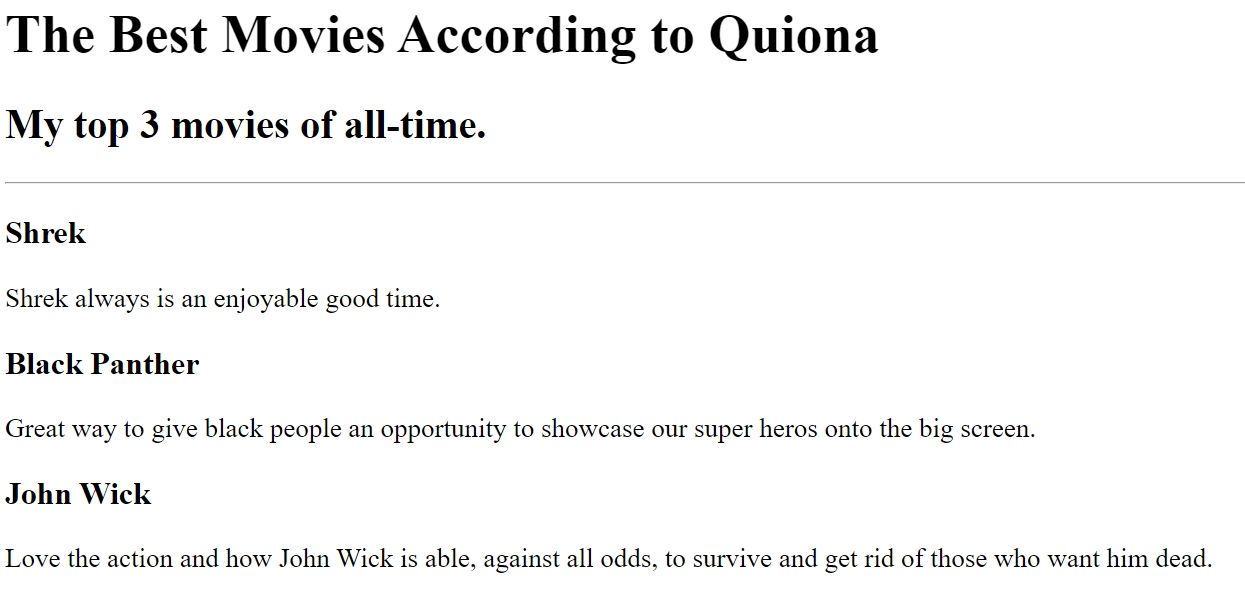 The Best Movies According to Quiona
My top 3 movies of all-time.
Shrek
Shrek always is an enjoyable good time.
Black Panther
Great way to give black people an opportunity to showcase our super heros onto the big screen.
John Wick
Love the action and how John Wick is able, against all odds, to survive and get rid of those who want him dead.